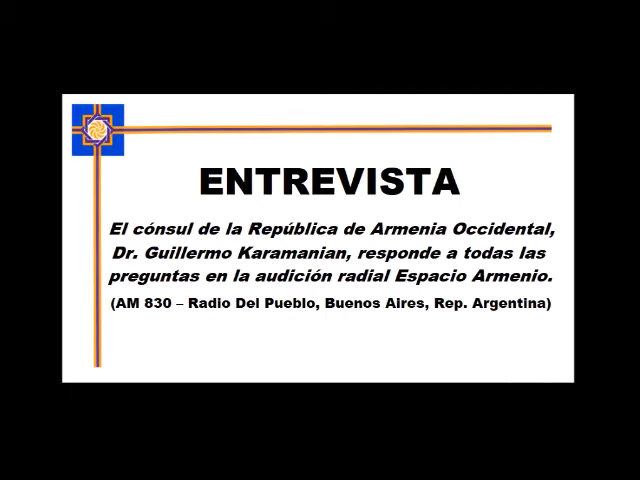 ENTREVISTA
El cónsul de la República de Armenia Occidental,
Dr. Guillermo Karamanian, responde a todas las
preguntas en la audición radial Espacio Armenio.
(AM 830 – Radio Del Pueblo, Buenos Aires, Rep. Argentina)